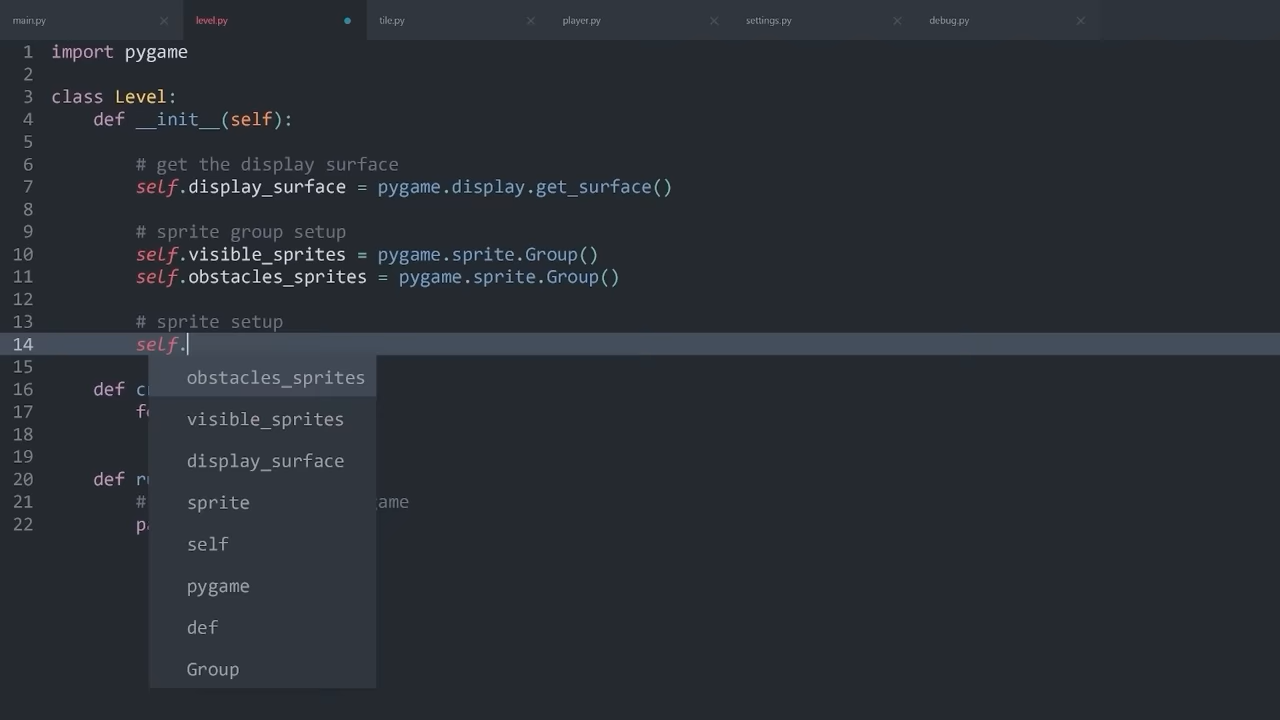 main.py level.py tile.py player.py settings.py debug.py
1 import pygame
2
3 class Level:
4 def __init__(self):
5
6 # get the display surface
7 self.display_surface = pygame.display.get_surface()
8
9 # sprite group setup
10 self.visible_sprites = pygame.sprite.Group()
11 self.obstacles_sprites = pygame.sprite.Group()
12
13 # sprite setup
14 self.
15
obstacles_sprites
16 def
17
visible_sprites
18
19
display_surface
20 def
21 #
sprite
22
self
pygame
def
Group